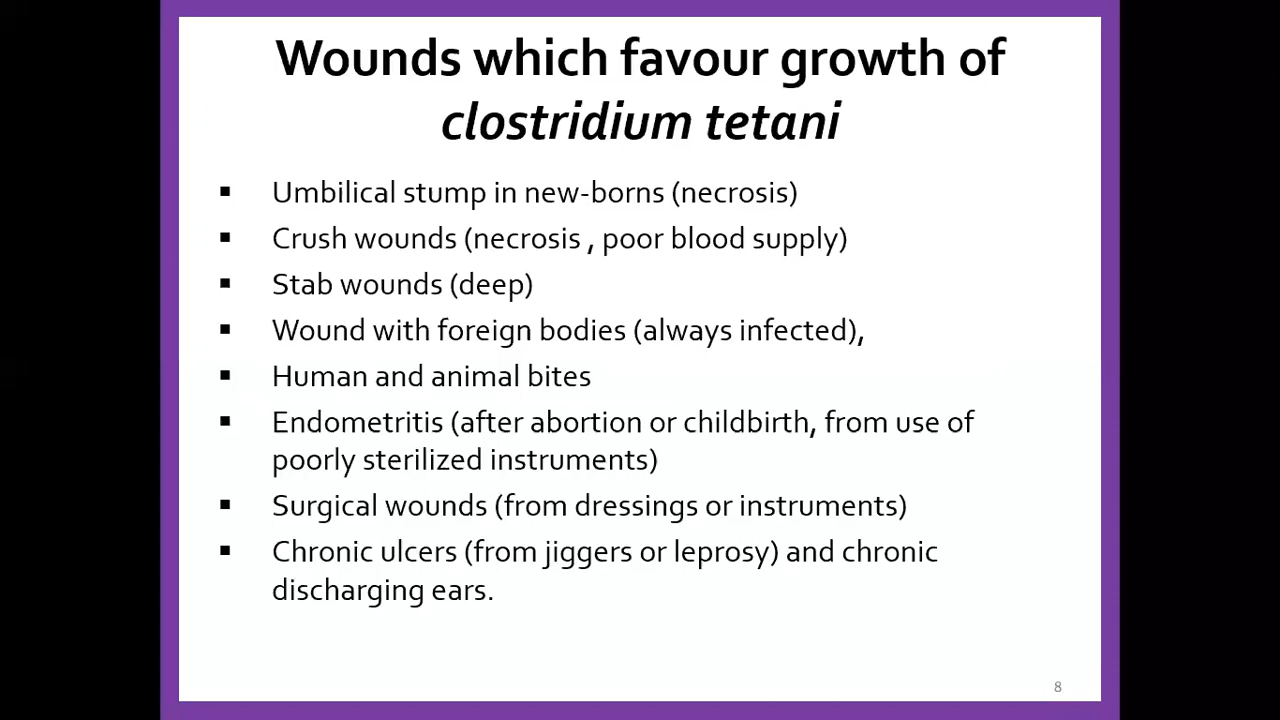 Wounds which favour growth of
clostridium tetani
▪ Umbilical stump in new-borns (necrosis)
▪ Crush wounds (necrosis , poor blood supply)
▪ Stab wounds (deep)
▪ Wound with foreign bodies (always infected),
▪ Human and animal bites
▪ Endometritis (after abortion or childbirth, from use of
poorly sterilized instruments)
▪ Surgical wounds (from dressings or instruments)
▪ Chronic ulcers (from jiggers or leprosy) and chronic
discharging ears.
8